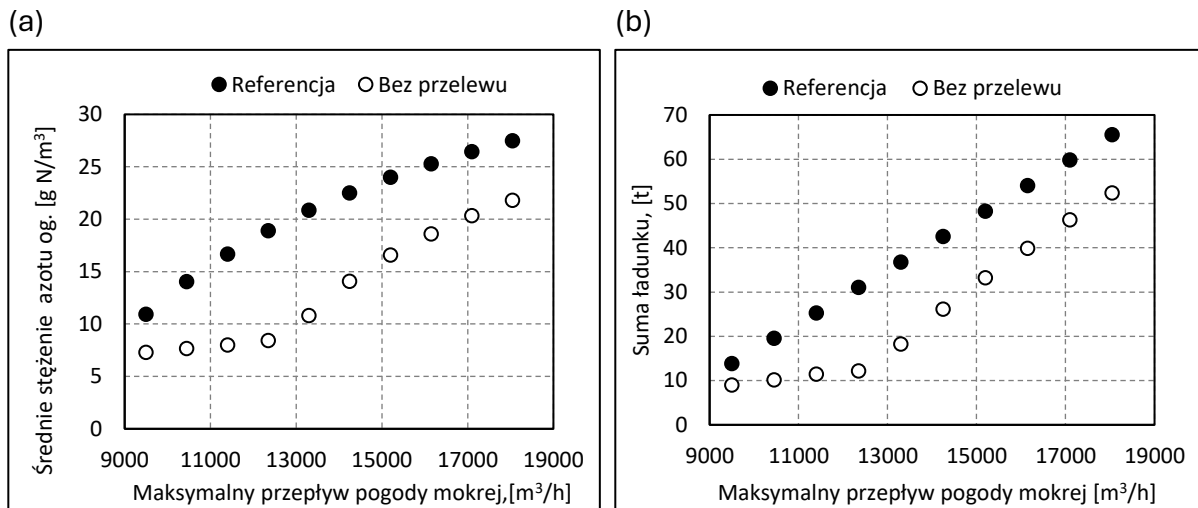 (a)
Referencja Bez przelewu
Średnie stężenie azotu og. [g N/m³]
30
25
20
15
10
5
0
9000 11000 13000 15000 17000 19000
Maksymalny przepływ pogody mokrej,[m³/h]
(b)
Referencja Bez przelewu
Suma ładunku, [t]
70
60
50
40
30
20
10
0
9000 11000 13000 15000 17000 19000
Maksymalny przepływ pogody mokrej [m³/h]